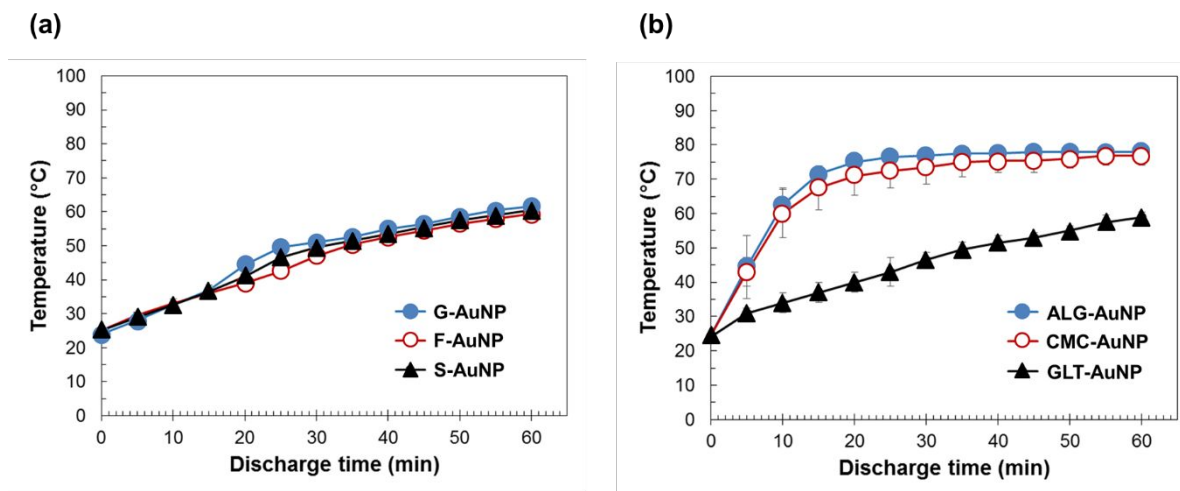 (a)
100
90
80
70
60
50
40
30
20
10
0
Temperature (°C)
G-AuNP
F-AuNP
S-AuNP
0 10 20 30 40 50 60
Discharge time (min)
(b)
100
90
80
70
60
50
40
30
20
10
0
Temperature (°C)
ALG-AuNP
CMC-AuNP
GLT-AuNP
0 10 20 30 40 50 60
Discharge time (min)